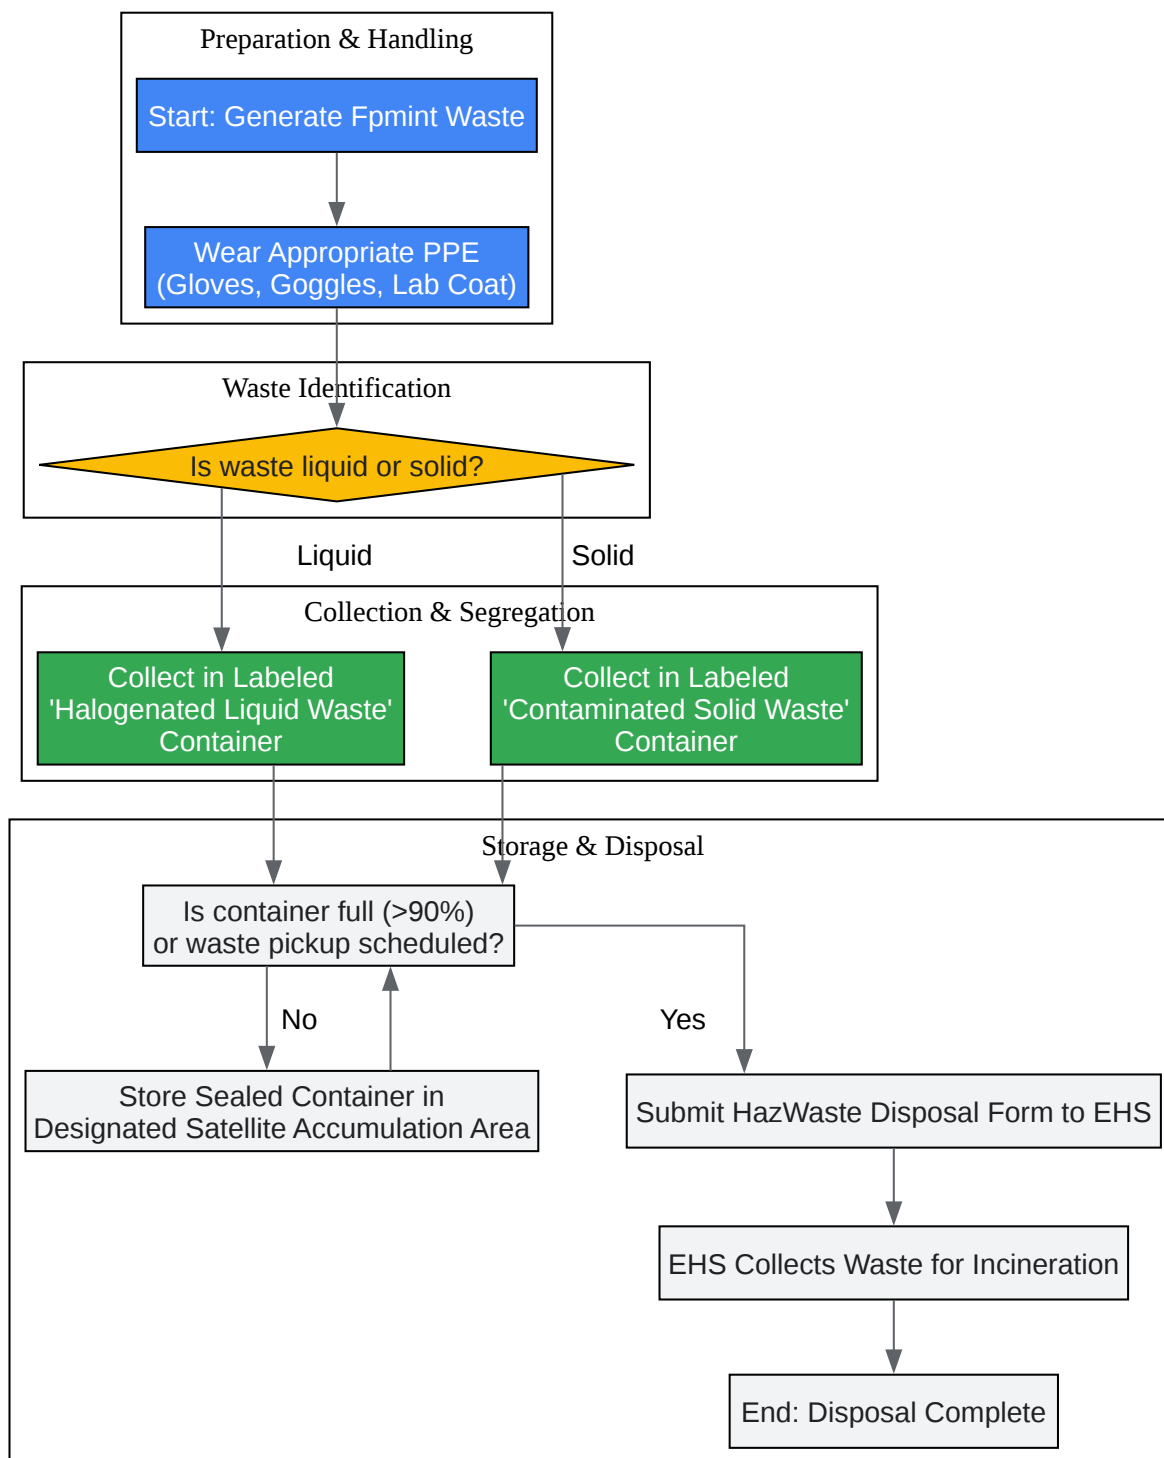 Preparation & Handling
Start: Generate Fpmint Waste
Wear Appropriate PPE
(Gloves, Goggles, Lab Coat)
Waste Identification
Is waste liquid or solid?
Liquid
Solid
Collection & Segregation
Collect in Labeled
'Halogenated Liquid Waste'
Container
Collect in Labeled
'Contaminated Solid Waste'
Container
Storage & Disposal
Is container full (>90%)
or waste pickup scheduled?
No
Yes
Store Sealed Container in
Designated Satellite Accumulation Area
Submit HazWaste Disposal Form to EHS
EHS Collects Waste for Incineration
End: Disposal Complete